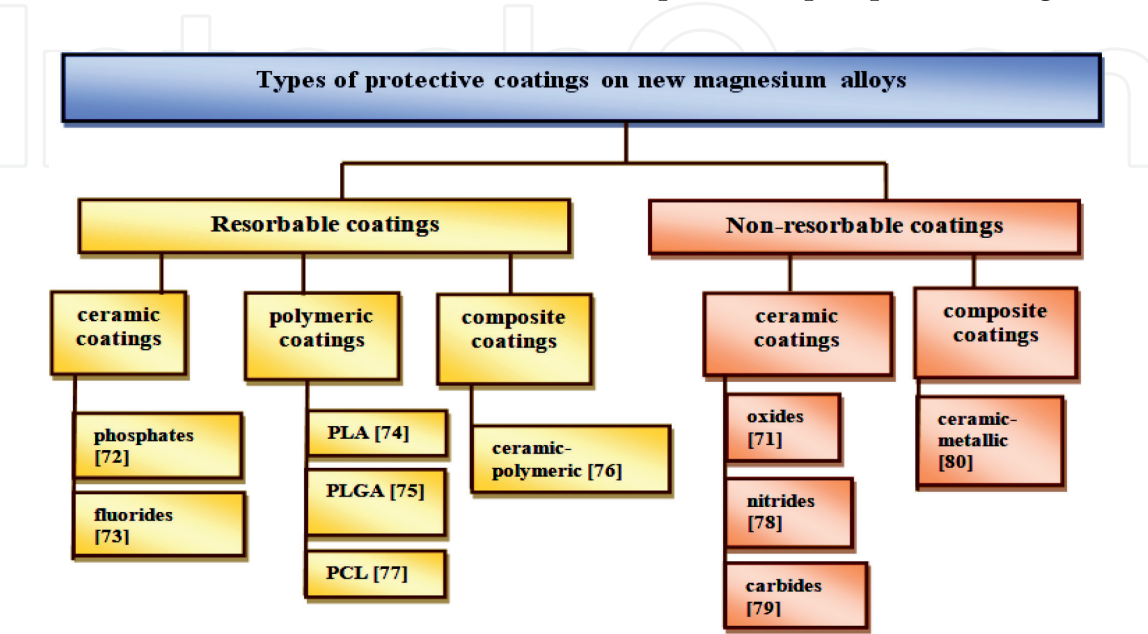 Types of protective coatings on new magnesium alloys
Resorbable coatings
Non-resorbable coatings
ceramic
coatings
polymeric
coatings
composite
coatings
ceramic
coatings
composite
coatings
phosphates
[72]
fluorides
[73]
PLA [74]
PLGA [75]
PCL [77]
ceramic-
polymeric [76]
oxides
[71]
nitrides
[78]
carbides
[79]
ceramic-
metallic
[80]